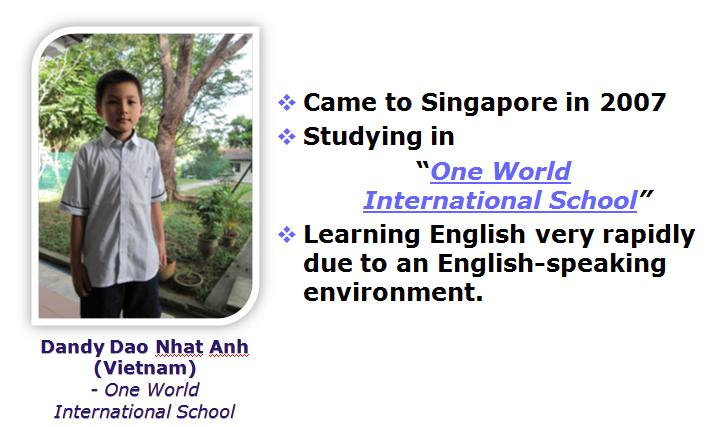 Came to Singapore in 2007
Studying in
“One World
International School”
Learning English very rapidly
due to an English-speaking
environment.
Dandy Dao Nhat Anh
(Vietnam)
- One World
International School